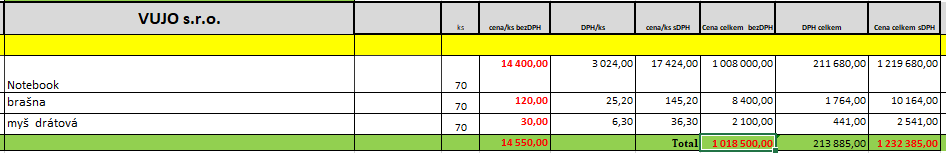 VUJO s.r.o. ks cena/ks bezDPH DPH/ks cena/ks sDPH Cena celkem bezDPH DPH celkem Cena celkem sDPH
Notebook 70 14 400,00 3 024,00 17 424,00 1 008 000,00 211 680,00 1 219 680,00
brašna 70 120,00 25,20 145,20 8 400,00 1 764,00 10 164,00
myš drátová 70 30,00 6,30 36,30 2 100,00 441,00 2 541,00
14 550,00 Total 1 018 500,00 213 885,00 1 232 385,00